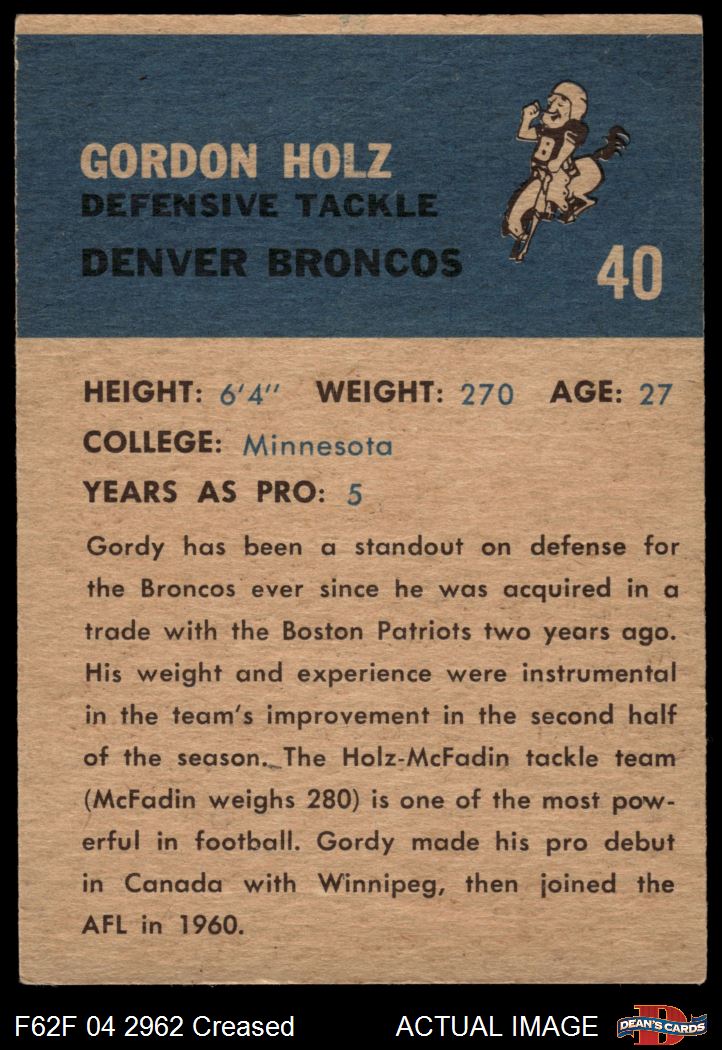 GORDON HOLZ
DEFENSIVE TACKLE
DENVER BRONCOS
8
40
HEIGHT: 6'4" WEIGHT: 270 AGE: 27
COLLEGE: Minnesota
YEARS AS PRO: 5
Gordy has been a standout on defense for
the Broncos ever since he was acquired in a
trade with the Boston Patriots two years ago.
His weight and experience were instrumental
in the team's improvement in the second half
of the season. The Holz-McFadin tackle team
(McFadin weighs 280) is one of the most pow-
erful in football. Gordy made his pro debut
in Canada with Winnipeg, then joined the
AFL in 1960.
F62F 04 2962 Creased ACTUAL IMAGE
D
DEAN'S CARDS